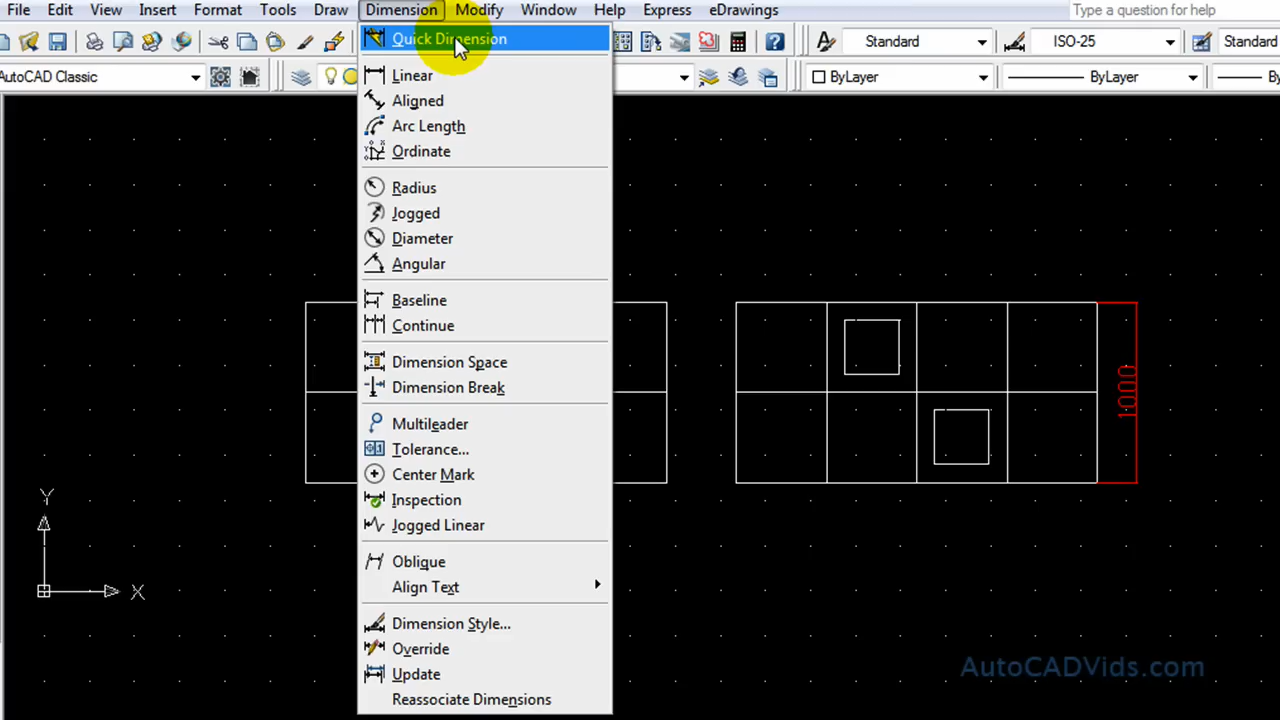 File Edit View Insert Format Tools Draw Dimension Modify Window Help Express eDrawings Type a question for help
Standard ISO-25 Standard
AutoCAD Classic ByLayer ByLayer
Quick Dimension
Linear
Aligned
Arc Length
Ordinate
Radius
Jogged
Diameter
Angular
Baseline
Continue
Dimension Space
Dimension Break
Multileader
Tolerance...
Center Mark
Inspection
Jogged Linear
Oblique
Align Text
Dimension Style...
Override
Update
Reassociate Dimensions
1000
Y
X
AutoCADVids.com